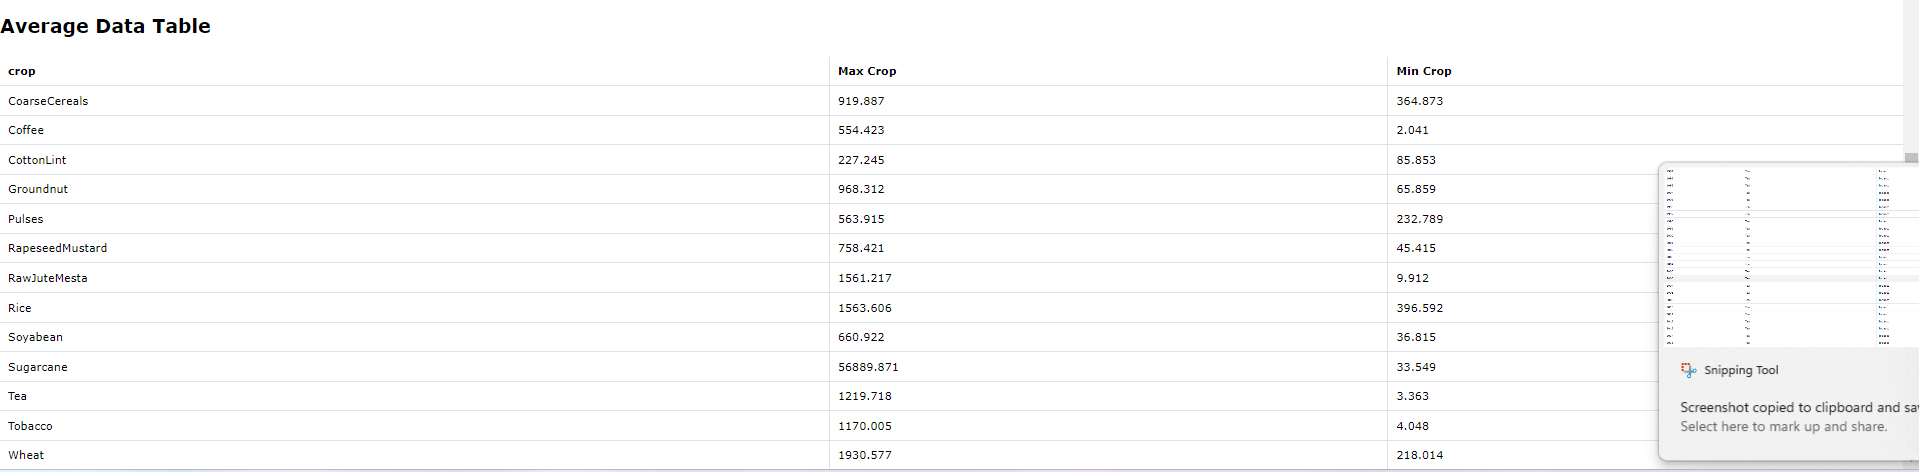 Average Data Table
crop Max Crop Min Crop
CoarseCereals 919.887 364.873
Coffee 554.423 2.041
CottonLint 227.245 85.853
Groundnut 968.312 65.859
Pulses 563.915 232.789
RapeseedMustard 758.421 45.415
RawJuteMesta 1561.217 9.912
Rice 1563.606 396.592
Soyabean 660.922 36.815
Sugarcane 56889.871 33.549
Tea 1219.718 3.363
Tobacco 1170.005 4.048
Wheat 1930.577 218.014
Snipping Tool
Screenshot copied to clipboard and sa
Select here to mark up and share.